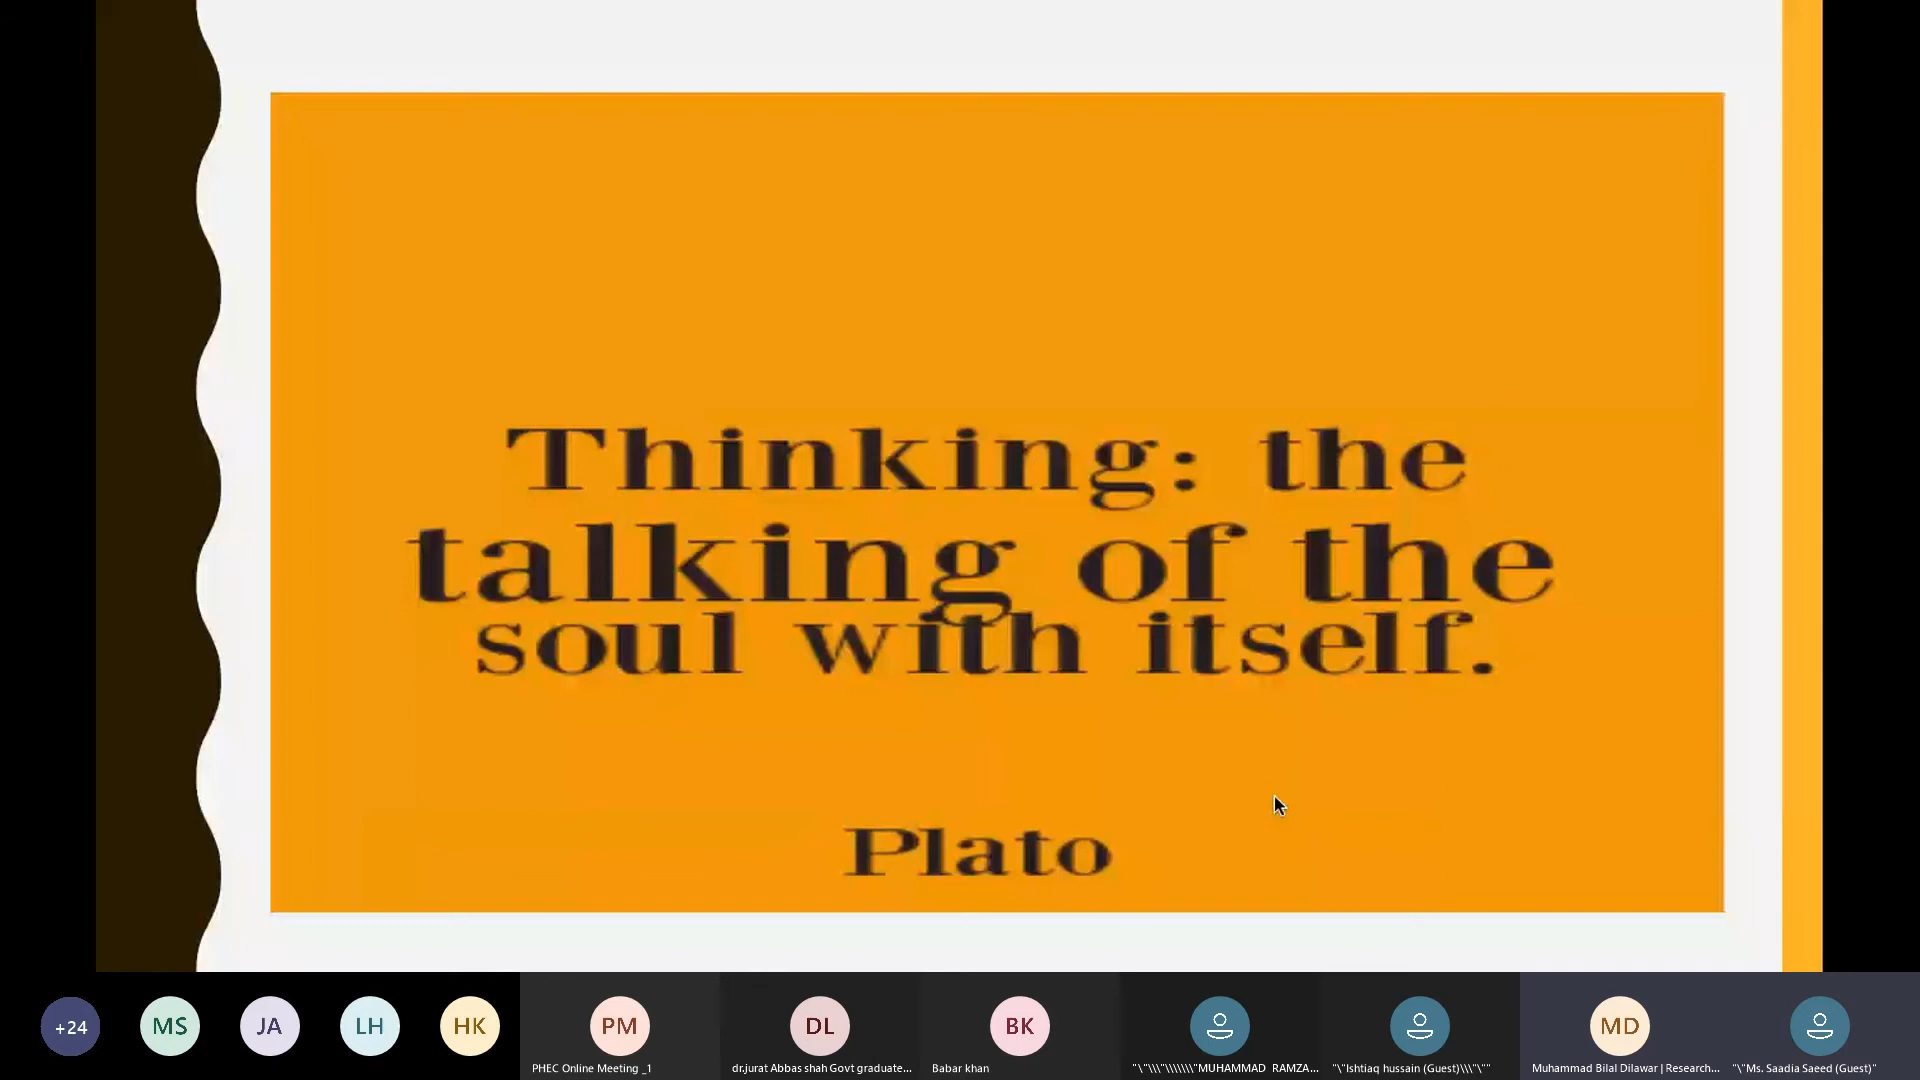 Thinking: the
talking of the
soul with itself.
Plato
+24
MS
JA
LH
HK
PM
DL
BK
MD
PHEC Online Meeting _1
dr.jurat Abbas shah Govt graduate...
Babar khan
"\"\\\"\\\\\\\"MUHAMMAD RAMZA...
"\"Ishtiaq hussain (Guest)\\\"\""
Muhammad Bilal Dilawar | Research...
"\"Ms. Saadia Saeed (Guest)"